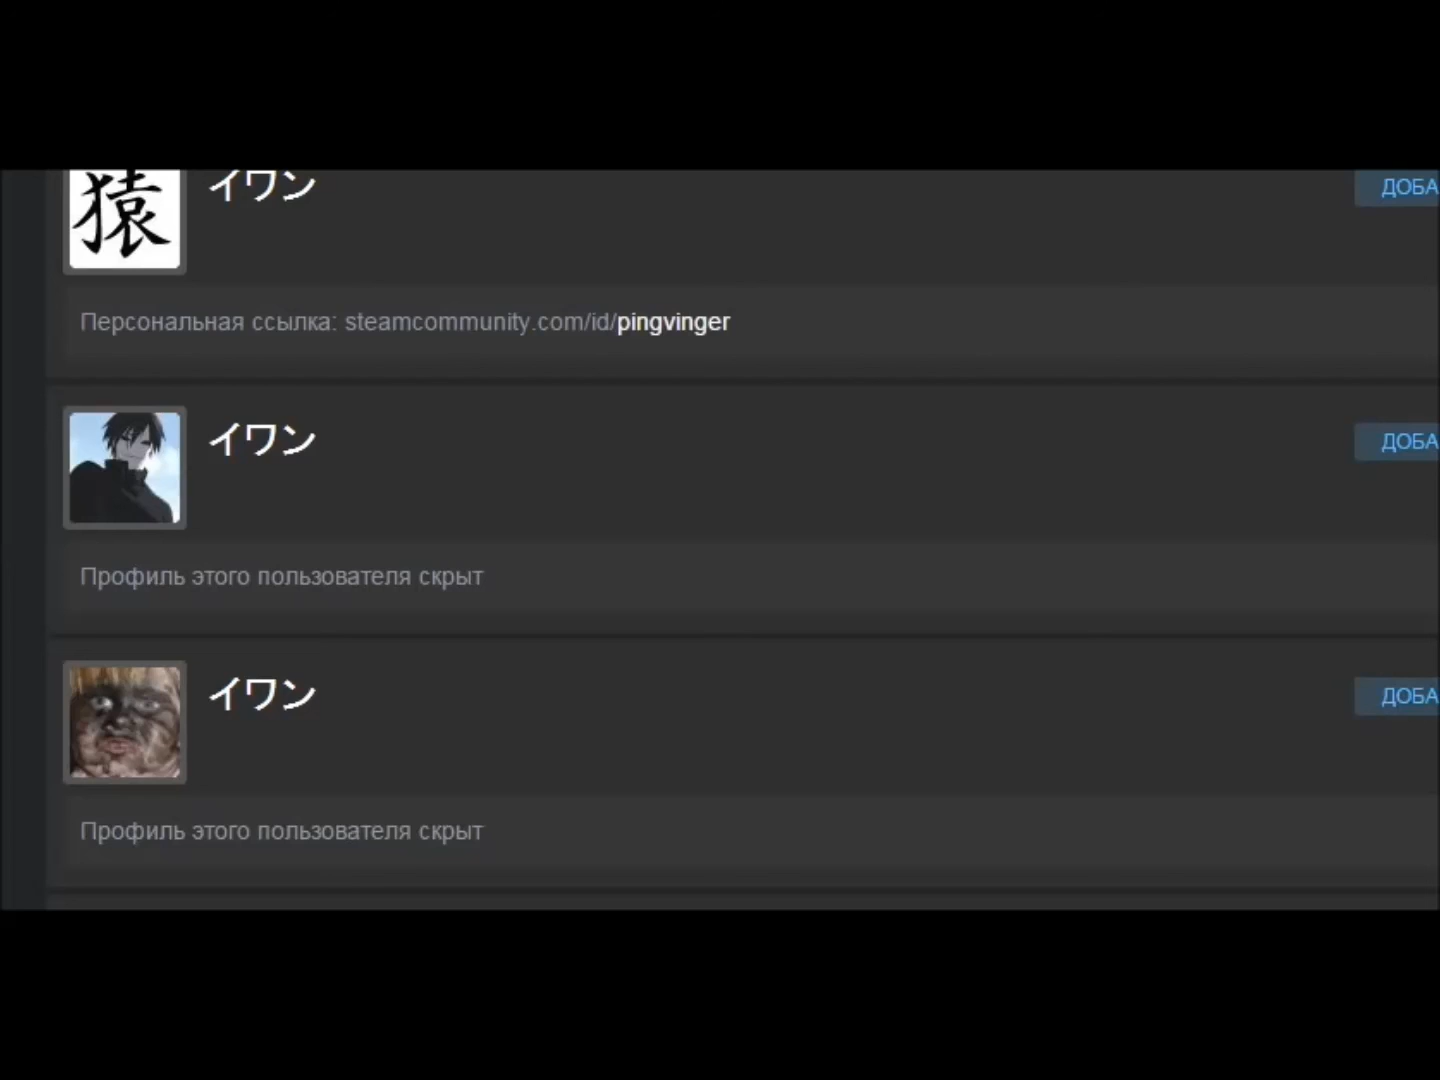 猿
イワン
ДОБА
Персональная ссылка: steamcommunity.com/id/pingvinger
イワン
ДОБА
Профиль этого пользователя скрыт
イワン
ДОБА
Профиль этого пользователя скрыт